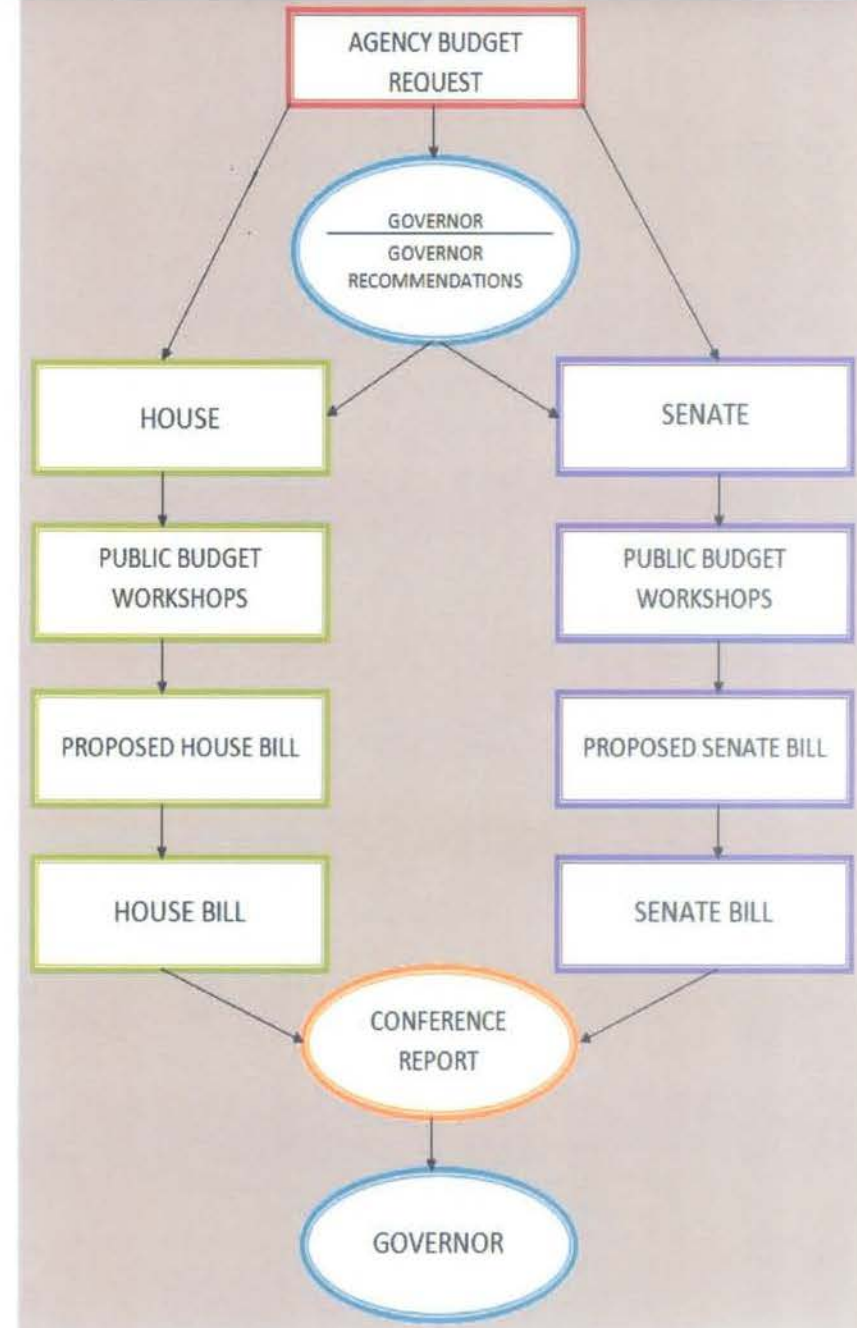 AGENCY BUDGET
REQUEST
GOVERNOR
GOVERNOR
RECOMMENDATIONS
HOUSE
SENATE
PUBLIC BUDGET
WORKSHOPS
PUBLIC BUDGET
WORKSHOPS
PROPOSED HOUSE BILL
PROPOSED SENATE BILL
HOUSE BILL
SENATE BILL
CONFERENCE
REPORT
GOVERNOR